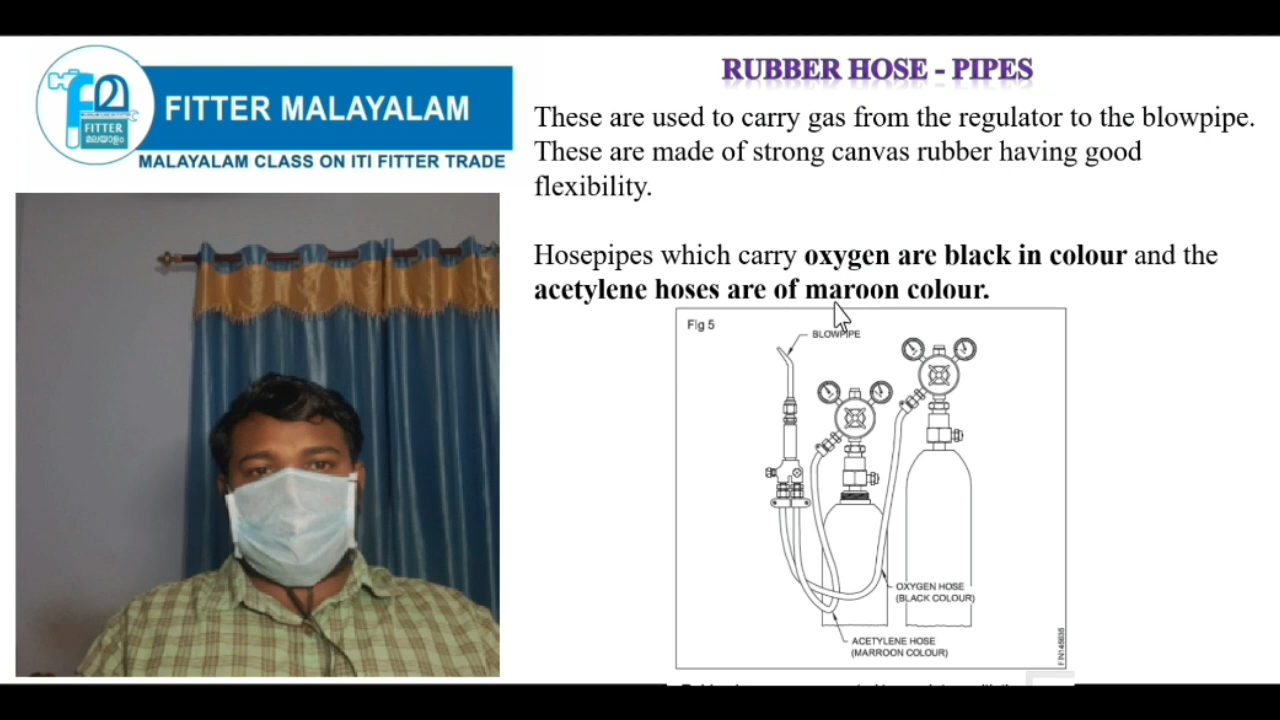 FITTER
മലയാളം
FITTER MALAYALAM
MALAYALAM CLASS ON ITI FITTER TRADE
RUBBER HOSE - PIPES
These are used to carry gas from the regulator to the blowpipe.
These are made of strong canvas rubber having good
flexibility.
Hosepipes which carry oxygen are black in colour and the
acetylene hoses are of maroon colour.
Fig 5
BLOWPIPE
OXYGEN HOSE
(BLACK COLOUR)
ACETYLENE HOSE
(MARROON COLOUR)